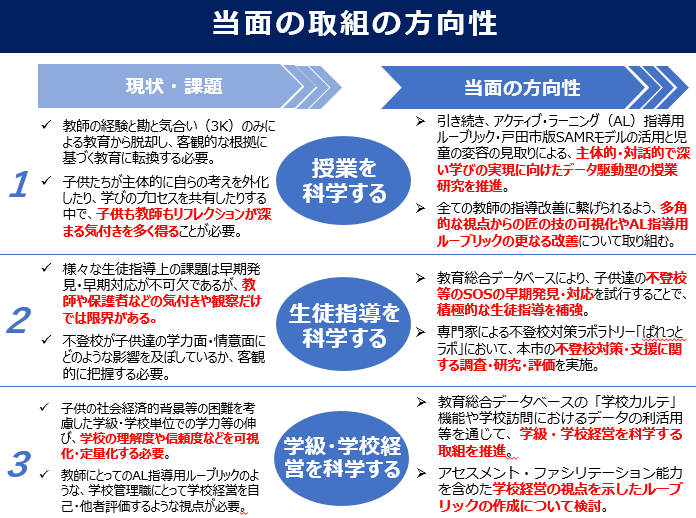 当面の取組の方向性
現状・課題
当面の方向性
1
✓ 教師の経験と勘と気合い（3K）のみに
よる教育から脱却し、客観的な根拠に
基づく教育に転換する必要。
✓ 子供たちが主体的に自らの考えを外化
したり、学びのプロセスを共有したりする
中で、子供も教師もリフレクションが深
まる気付きを多く得ることが必要。
授業を
科学する
➢ 引き続き、アクティブ・ラーニング（AL）指導用
ルーブリック・戸田市版SAMRモデルの活用と児
童の変容の見取りによる、主体的・対話的で深
い学びの実現に向けたデータ駆動型の授業
研究を推進。
➢ 全ての教師の指導改善に繋げられるよう、多角
的な視点からの匠の技の可視化やAL指導用
ルーブリックの更なる改善について取り組む。
2
✓ 様々な生徒指導上の課題は早期発
見・早期対応が不可欠であるが、教
師や保護者などの気付きや観察だけ
では限界がある。
✓ 不登校が子供達の学力面・情意面に
どのような影響を及ぼしているか、客観
的に把握する必要。
生徒指導を
科学する
➢ 教育総合データベースにより、子供達の不登校
等のSOSの早期発見・対応を試行することで、
積極的な生徒指導を補強。
➢ 専門家による不登校対策ラボラトリー「ぱれっと
ラボ」において、本市の不登校対策・支援に関
する調査・研究・評価を実施。
3
✓ 子供の社会経済的背景等の困難を考
慮した学級・学校単位での学力等の伸
び、学校の理解度や信頼度などを可視
化・定量化する必要。
✓ 教師にとってのAL指導用ルーブリックのよ
うな、学校管理職にとって学校経営を自
己・他者評価するような視点が必要。
学級・学校経
営を科学する
➢ 教育総合データベースの「学校カルテ」
機能や学校訪問におけるデータの利活用
等を通じて、学級・学校経営を科学する
取組を推進。
➢ アセスメント・ファシリテーション能力
を含めた学校経営の視点を示したルーブ
リックの作成について検討。